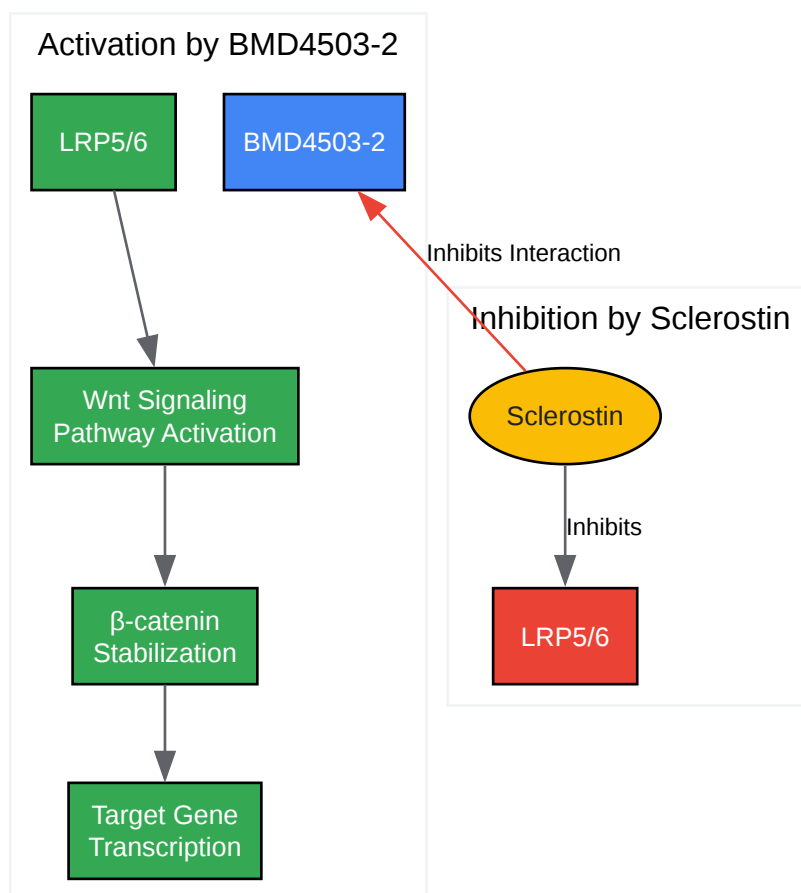 Activation by BMD4503-2
LRP5/6
BMD4503-2
Inhibits Interaction
Inhibition by Sclerostin
Wnt Signaling
Pathway Activation
Sclerostin
Inhibits
β-catenin
Stabilization
LRP5/6
Target Gene
Transcription